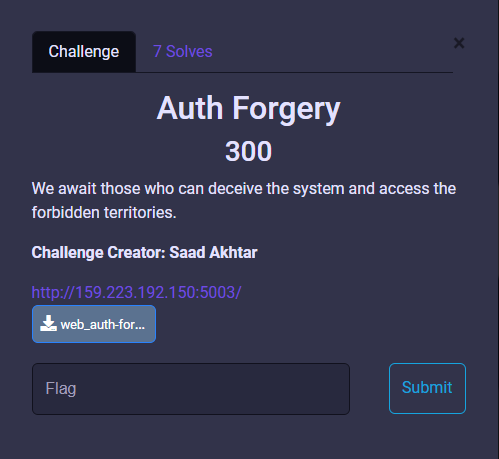 Challenge
7 Solves
×
Auth Forgery
300
We await those who can deceive the system and access the
forbidden territories.
Challenge Creator: Saad Akhtar
http://159.223.192.150:5003/
web_auth-for...
Flag
Submit